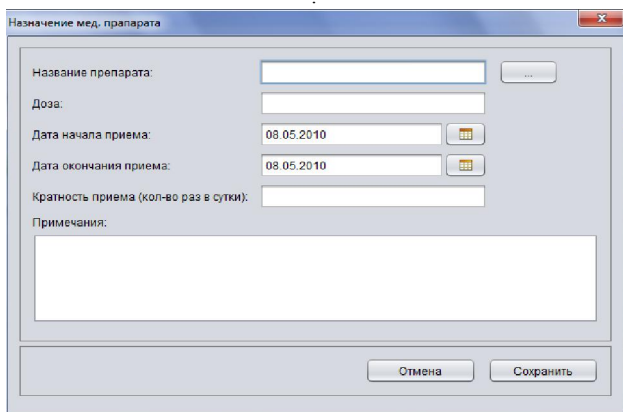 Назначение мед. прапарата
Название препарата: ...
Доза:
Дата начала приема: 08.05.2010
Дата окончания приема: 08.05.2010
Кратность приема (кол-во раз в сутки):
Примечания:
Отмена Сохранить